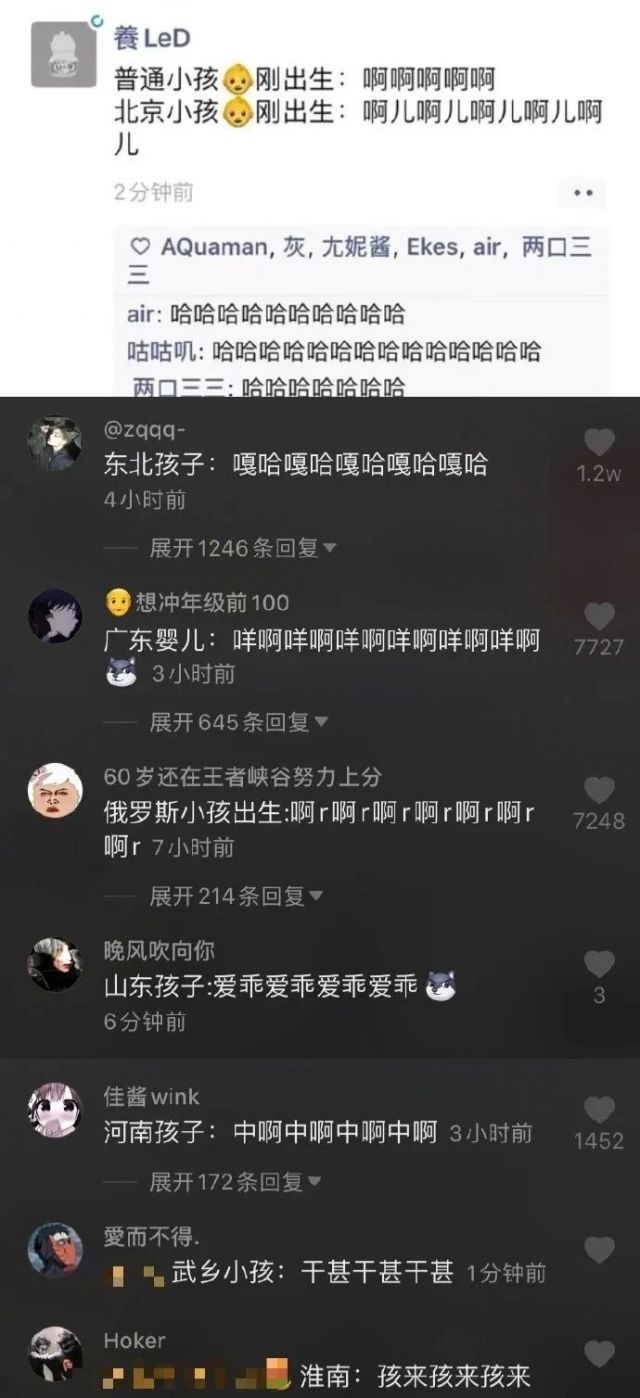 養LeD
普通小孩👶刚出生：啊啊啊啊啊
北京小孩👶刚出生：啊儿啊儿啊儿啊儿啊
儿
2分钟前
♡ AQuaman, 灰, 尢妮酱, Ekes, air, 两口三
三
air: 哈哈哈哈哈哈哈哈哈哈
咕咕叽: 哈哈哈哈哈哈哈哈哈哈哈哈哈哈
两口三三: 哈哈哈哈哈哈哈
@zqqq-
东北孩子：嘎哈嘎哈嘎哈嘎哈嘎哈
1.2w
4小时前
展开1246条回复
👨‍🦲想冲年级前100
广东婴儿：咩啊咩啊咩啊咩啊咩啊咩啊
7727
3小时前
展开645条回复
60岁还在王者峡谷努力上分
俄罗斯小孩出生:啊r啊r啊r啊r啊r啊r
7248
啊r 7小时前
展开214条回复
晚风吹向你
山东孩子:爱乖爱乖爱乖爱乖
3
6分钟前
佳酱wink
河南孩子：中啊中啊中啊中啊 3小时前
1452
展开172条回复
愛而不得.
武乡小孩：干甚干甚干甚 1分钟前
Hoker
淮南：孩来孩来孩来